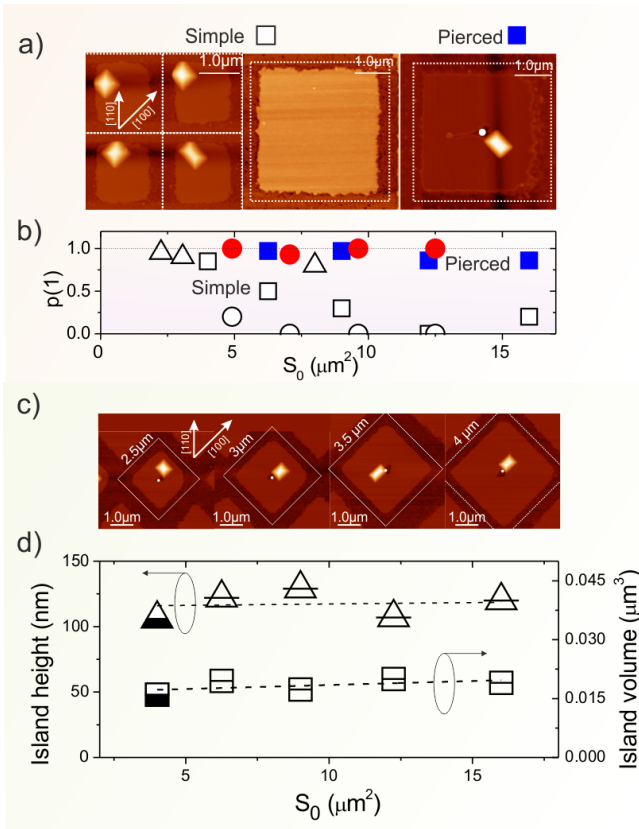 a)
Simple
Pierced
1.0μm
1.0μm
1.0μm
[110]
[100]
b)
p(1)
1.0
0.5
0.0
Simple
Pierced
0
5
10
15
S0 (μm2)
c)
[110]
[100]
2.5μm
3μm
3.5μm
4 μm
1.0μm
1.0μm
1.0μm
1.0μm
d)
Island height (nm)
150
100
50
0
0.045
0.030
0.015
0.000
Island volume (μm3)
5
10
15
S0 (μm2)